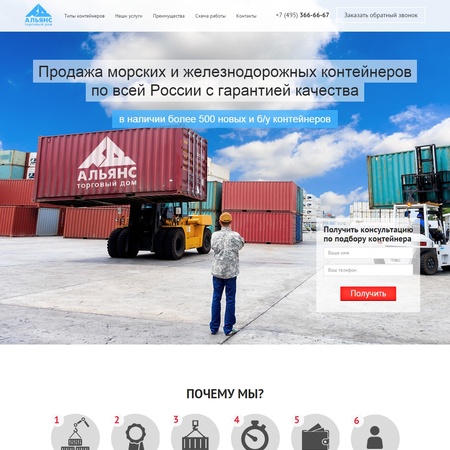 АЛЬЯНС
ТОРГОВЫЙ ДОМ
Типы контейнеров
Наши услуги
Преимущества
Схема работы
Контакты
+7 (495) 366-66-67
Заказать обратный звонок
Продажа морских и железнодорожных контейнеров
по всей России с гарантией качества
в наличии более 500 новых и б/у контейнеров
АЛЬЯНС
ТОРГОВЫЙ ДОМ
Получить консультацию
по подбору контейнера
Ваше имя
Ваш телефон
Получить
ПОЧЕМУ МЫ?
1 2 3 4 5 6